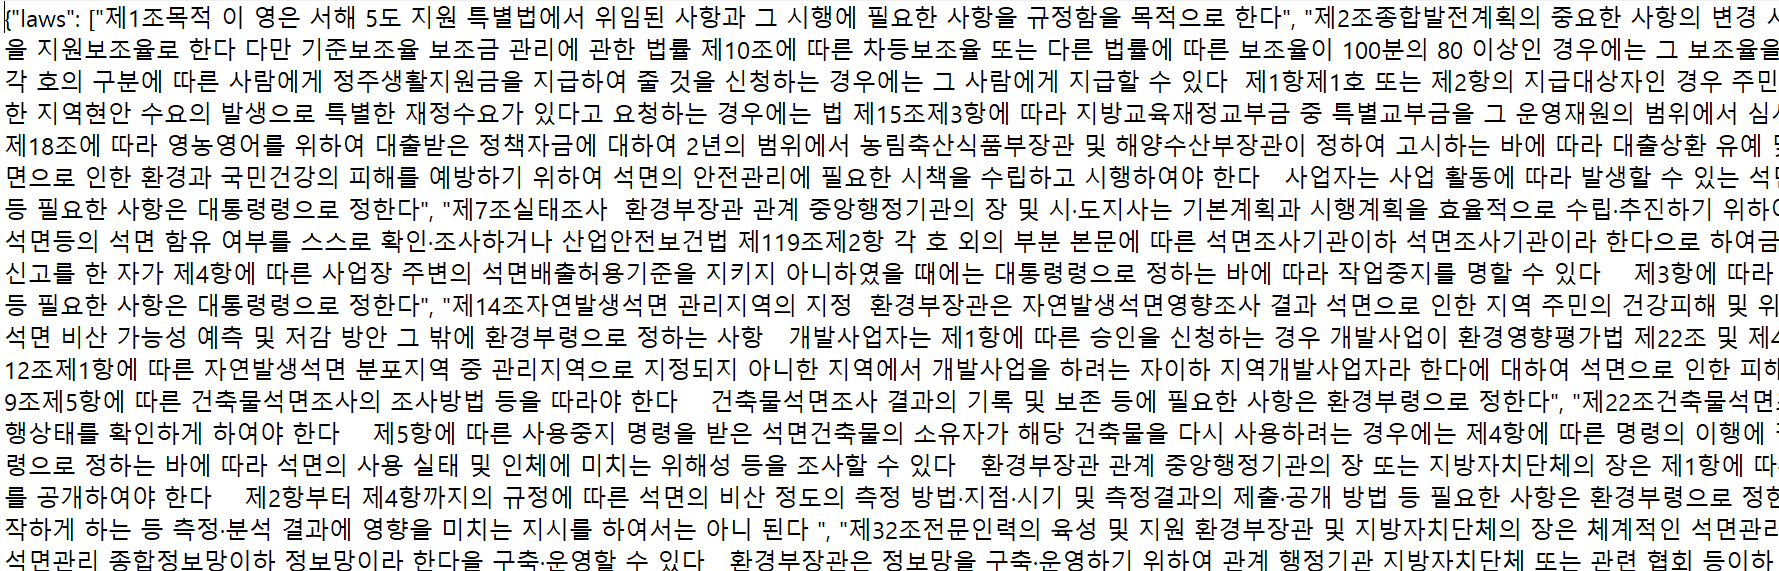 {"laws": ["제1조목적 이 영은 서해 5도 지원 특별법에서 위임된 사항과 그 시행에 필요한 사항을 규정함을 목적으로 한다", "제2조종합발전계획의 중요한 사항의 변경
을 지원보조율로 한다 다만 기준보조율 보조금 관리에 관한 법률 제10조에 따른 차등보조율 또는 다른 법률에 따른 보조율이 100분의 80 이상인 경우에는 그 보조율을
각 호의 구분에 따른 사람에게 정주생활지원금을 지급하여 줄 것을 신청하는 경우에는 그 사람에게 지급할 수 있다 제1항제1호 또는 제2항의 지급대상자인 경우 주민
한 지역현안 수요의 발생으로 특별한 재정수요가 있다고 요청하는 경우에는 법 제15조제3항에 따라 지방교육재정교부금 중 특별교부금을 그 운영재원의 범위에서 심
제18조에 따라 영농영어를 위하여 대출받은 정책자금에 대하여 2년의 범위에서 농림축산식품부장관 및 해양수산부장관이 정하여 고시하는 바에 따라 대출상환 유예
면으로 인한 환경과 국민건강의 피해를 예방하기 위하여 석면의 안전관리에 필요한 시책을 수립하고 시행하여야 한다 사업자는 사업 활동에 따라 발생할 수 있는 석면
등 필요한 사항은 대통령령으로 정한다", "제7조실태조사 환경부장관 관계 중앙행정기관의 장 및 시·도지사는 기본계획과 시행계획을 효율적으로 수립·추진하기 위하여
석면등의 석면 함유 여부를 스스로 확인·조사하거나 산업안전보건법 제119조제2항 각 호 외의 부분 본문에 따른 석면조사기관이하 석면조사기관이라 한다으로 하여금
신고를 한 자가 제4항에 따른 사업장 주변의 석면배출허용기준을 지키지 아니하였을 때에는 대통령령으로 정하는 바에 따라 작업중지를 명할 수 있다 제3항에 따라
등 필요한 사항은 대통령령으로 정한다", "제14조자연발생석면 관리지역의 지정 환경부장관은 자연발생석면영향조사 결과 석면으로 인한 지역 주민의 건강피해 및 위
석면 비산 가능성 예측 및 저감 방안 그 밖에 환경부령으로 정하는 사항 개발사업자는 제1항에 따른 승인을 신청하는 경우 개발사업이 환경영향평가법 제22조 및 제4
12조제1항에 따른 자연발생석면 분포지역 중 관리지역으로 지정되지 아니한 지역에서 개발사업을 하려는 자이하 지역개발사업자라 한다에 대하여 석면으로 인한 피해
9조제5항에 따른 건축물석면조사의 조사방법 등을 따라야 한다 건축물석면조사 결과의 기록 및 보존 등에 필요한 사항은 환경부령으로 정한다", "제22조건축물석면
행상태를 확인하게 하여야 한다 제5항에 따른 사용중지 명령을 받은 석면건축물의 소유자가 해당 건축물을 다시 사용하려는 경우에는 제4항에 따른 명령의 이행에
령으로 정하는 바에 따라 석면의 사용 실태 및 인체에 미치는 위해성 등을 조사할 수 있다 환경부장관 관계 중앙행정기관의 장 또는 지방자치단체의 장은 제1항에 따
를 공개하여야 한다 제2항부터 제4항까지의 규정에 따른 석면의 비산 정도의 측정 방법·지점·시기 및 측정결과의 제출·공개 방법 등 필요한 사항은 환경부령으로 정한
작하게 하는 등 측정·분석 결과에 영향을 미치는 지시를 하여서는 아니 된다 ", "제32조전문인력의 육성 및 지원 환경부장관 및 지방자치단체의 장은 체계적인 석면관리
석면관리 종합정보망이하 정보망이라 한다을 구축·운영할 수 있다 환경부장관은 정보망을 구축·운영하기 위하여 관계 행정기관 지방자치단체 또는 관련 협회 등이하